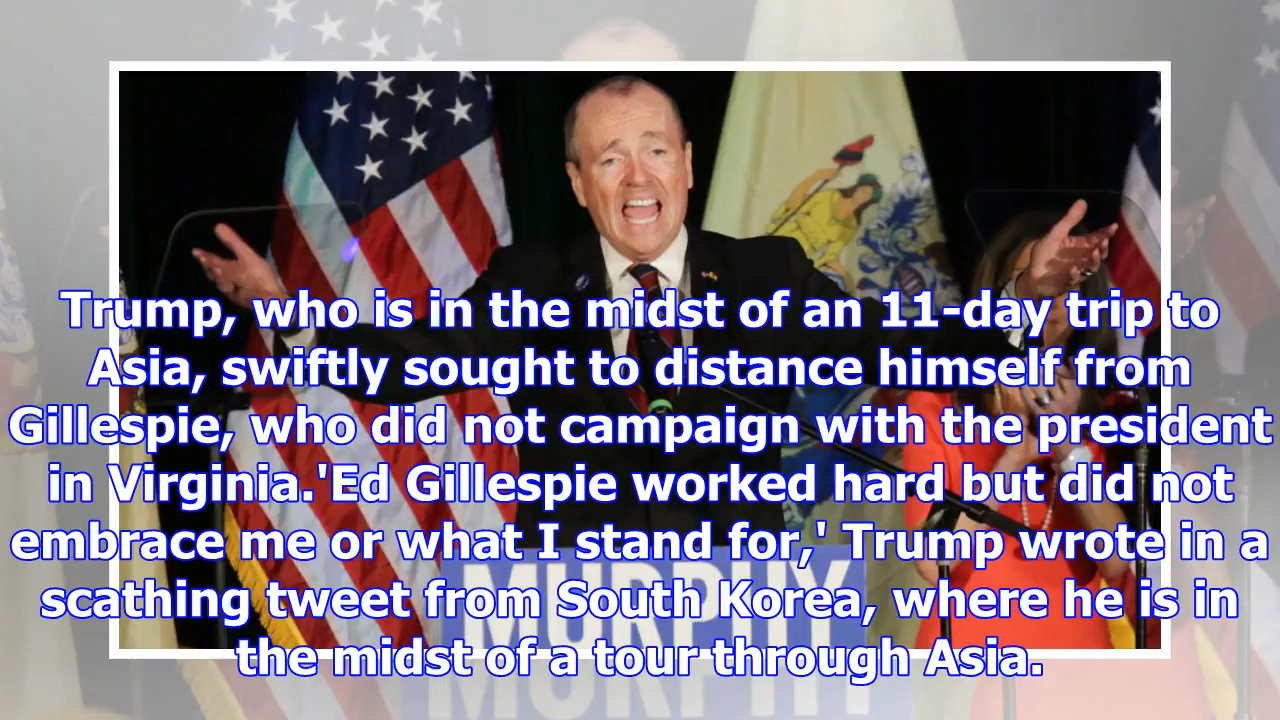 Trump, who is in the midst of an 11-day trip to
Asia, swiftly sought to distance himself from
Gillespie, who did not campaign with the president
in Virginia.'Ed Gillespie worked hard but did not
embrace me or what I stand for,' Trump wrote in a
scathing tweet from South Korea, where he is in
the midst of a tour through Asia.
MURPHY
MURPHY